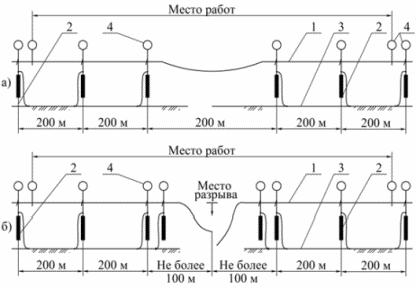 Место работ
2 4 1 3 2 4
а)
200 м 200 м 200 м 200 м 200 м
Место работ
2 4 Место 1 3 2
разрыва
б)
200 м 200 м Не более Не более 200 м 200 м
100 м 100 м